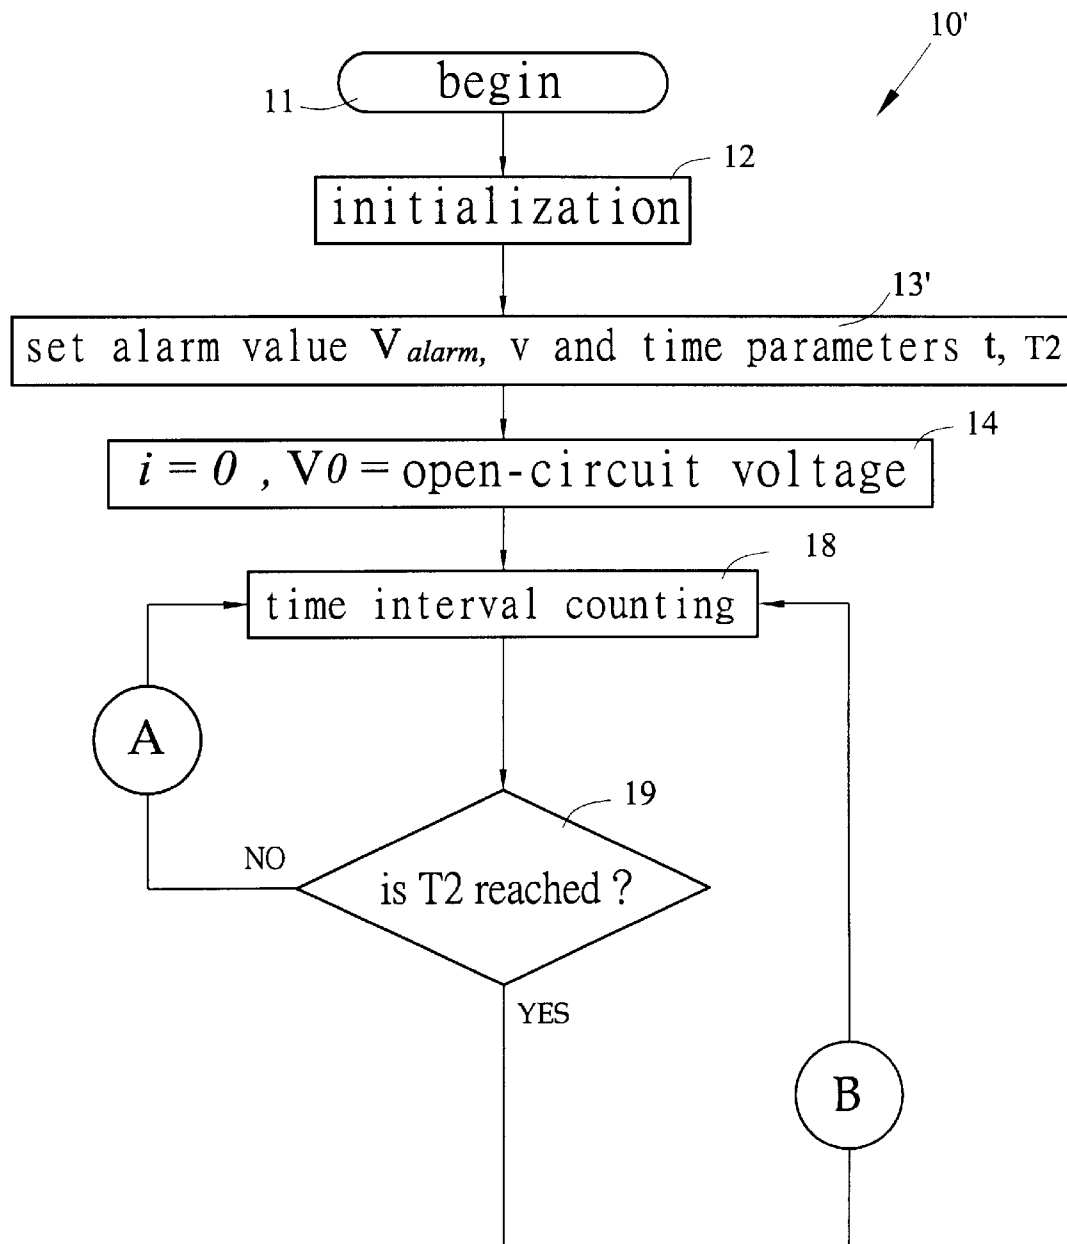 10'
begin
11
12
initialization
13'
set alarm value Valarm, v and time parameters t, T2
14
i = 0 , V0 = open-circuit voltage
18
time interval counting
A
19
NO
is T2 reached ?
YES
B